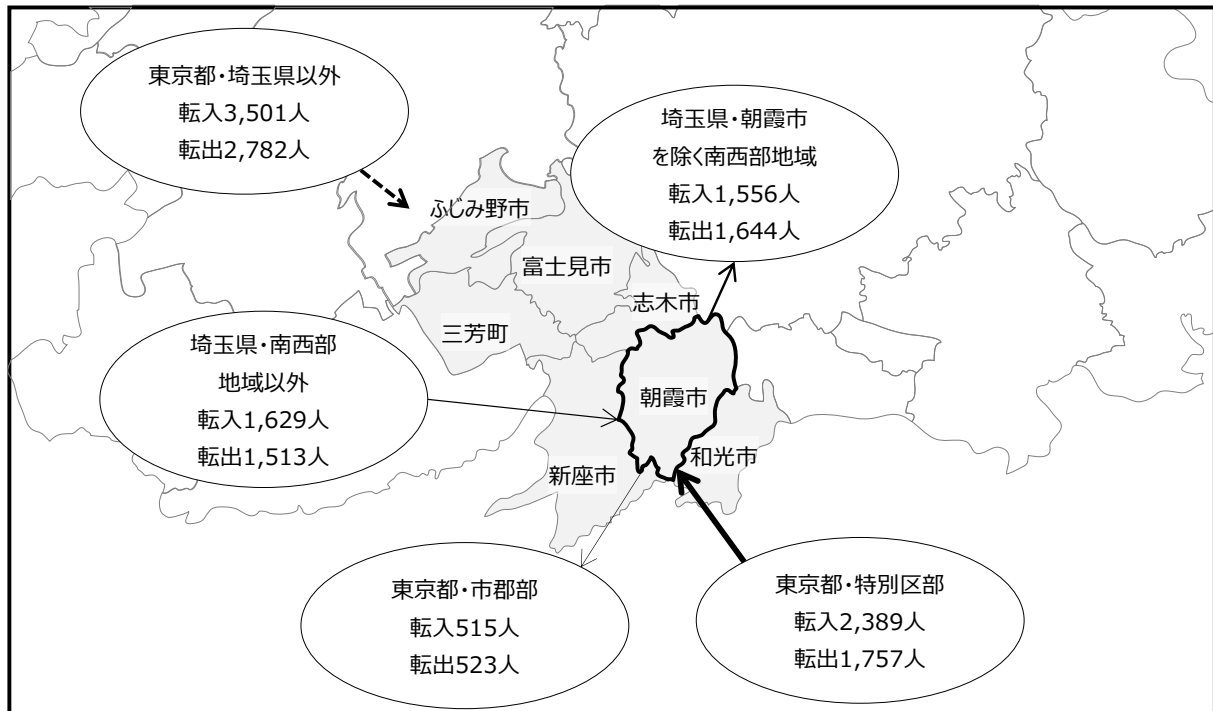 東京都・埼玉県以外
転入3,501人
転出2,782人
埼玉県・朝霞市
を除く南西部地域
転入1,556人
転出1,644人
ふじみ野市
富士見市
志木市
三芳町
埼玉県・南西部
地域以外
転入1,629人
転出1,513人
朝霞市
和光市
新座市
東京都・市郡部
転入515人
転出523人
東京都・特別区部
転入2,389人
転出1,757人